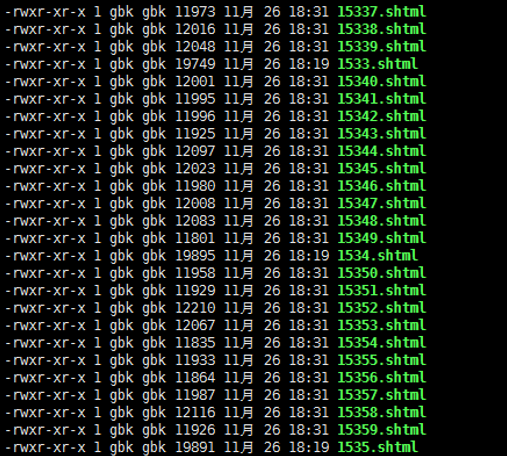 -rwxr-xr-x 1 gbk gbk 11973 11月 26 18:31 15337.shtml
-rwxr-xr-x 1 gbk gbk 12016 11月 26 18:31 15338.shtml
-rwxr-xr-x 1 gbk gbk 12048 11月 26 18:31 15339.shtml
-rwxr-xr-x 1 gbk gbk 19749 11月 26 18:19 1533.shtml
-rwxr-xr-x 1 gbk gbk 12001 11月 26 18:31 15340.shtml
-rwxr-xr-x 1 gbk gbk 11995 11月 26 18:31 15341.shtml
-rwxr-xr-x 1 gbk gbk 11996 11月 26 18:31 15342.shtml
-rwxr-xr-x 1 gbk gbk 11925 11月 26 18:31 15343.shtml
-rwxr-xr-x 1 gbk gbk 12097 11月 26 18:31 15344.shtml
-rwxr-xr-x 1 gbk gbk 12023 11月 26 18:31 15345.shtml
-rwxr-xr-x 1 gbk gbk 11980 11月 26 18:31 15346.shtml
-rwxr-xr-x 1 gbk gbk 12008 11月 26 18:31 15347.shtml
-rwxr-xr-x 1 gbk gbk 12083 11月 26 18:31 15348.shtml
-rwxr-xr-x 1 gbk gbk 11801 11月 26 18:31 15349.shtml
-rwxr-xr-x 1 gbk gbk 19895 11月 26 18:19 1534.shtml
-rwxr-xr-x 1 gbk gbk 11958 11月 26 18:31 15350.shtml
-rwxr-xr-x 1 gbk gbk 11929 11月 26 18:31 15351.shtml
-rwxr-xr-x 1 gbk gbk 12210 11月 26 18:31 15352.shtml
-rwxr-xr-x 1 gbk gbk 12067 11月 26 18:31 15353.shtml
-rwxr-xr-x 1 gbk gbk 11835 11月 26 18:31 15354.shtml
-rwxr-xr-x 1 gbk gbk 11933 11月 26 18:31 15355.shtml
-rwxr-xr-x 1 gbk gbk 11864 11月 26 18:31 15356.shtml
-rwxr-xr-x 1 gbk gbk 11987 11月 26 18:31 15357.shtml
-rwxr-xr-x 1 gbk gbk 12116 11月 26 18:31 15358.shtml
-rwxr-xr-x 1 gbk gbk 11926 11月 26 18:31 15359.shtml
-rwxr-xr-x 1 gbk gbk 19891 11月 26 18:19 1535.shtml